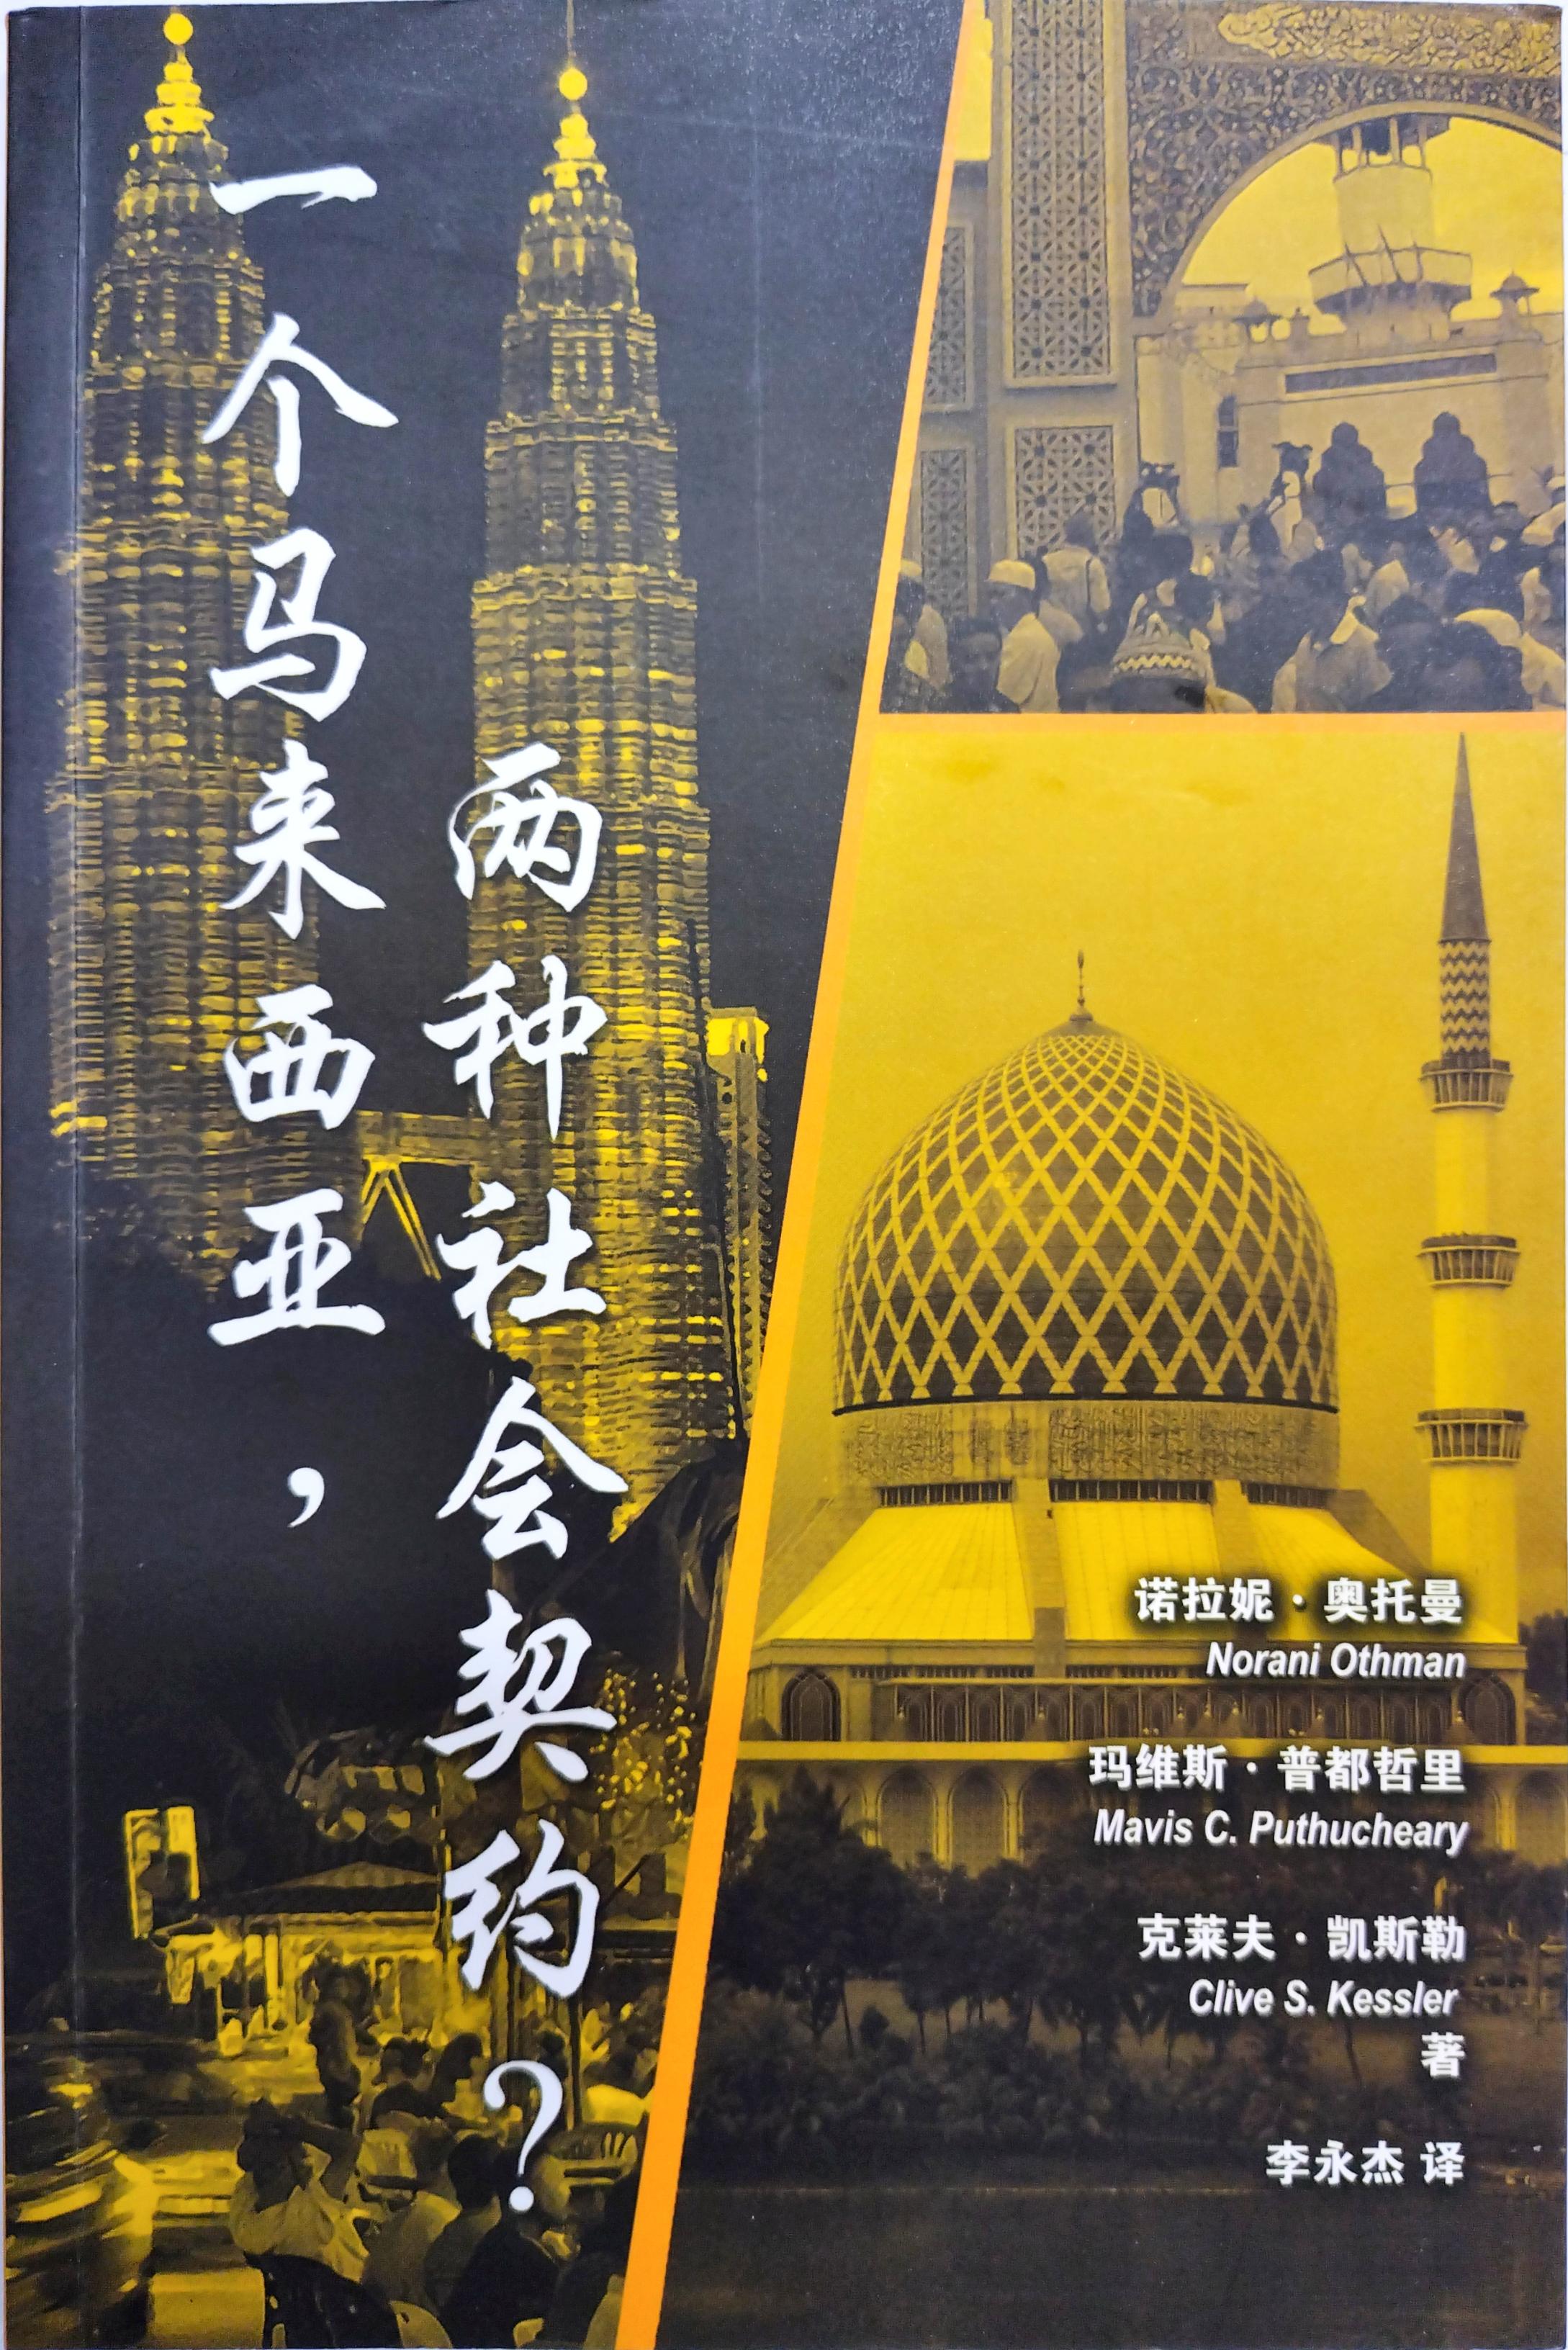 一个马来西亚，
两种社会契约？
诺拉妮·奥托曼
Norani Othman
玛维斯·普都哲里
Mavis C. Puthucheary
克莱夫·凯斯勒
Clive S. Kessler
著
李永杰 译